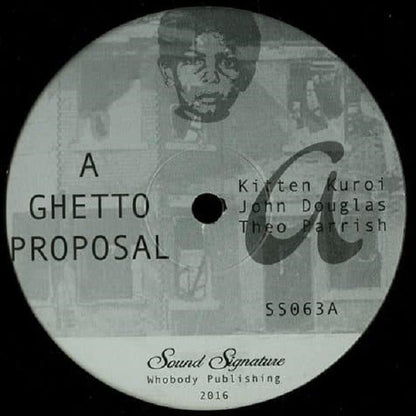 A
GHETTO
PROPOSAL
Kitten Kuroi
John Douglas
Theo Parrish
a
SS063A
Sound Signature
Whobody Publishing
2016